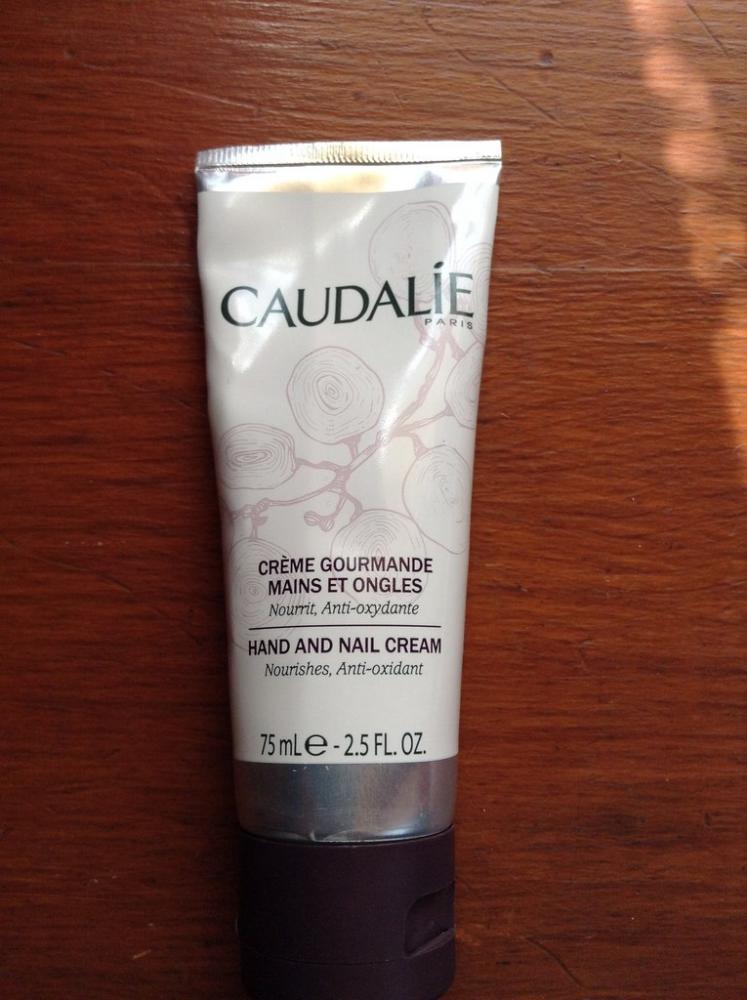 CAUDALIE
PARIS
CRÈME GOURMANDE
MAINS ET ONGLES
Nourrit, Anti-oxydante
HAND AND NAIL CREAM
Nourishes, Anti-oxidant
75 mL e - 2.5 FL. OZ.